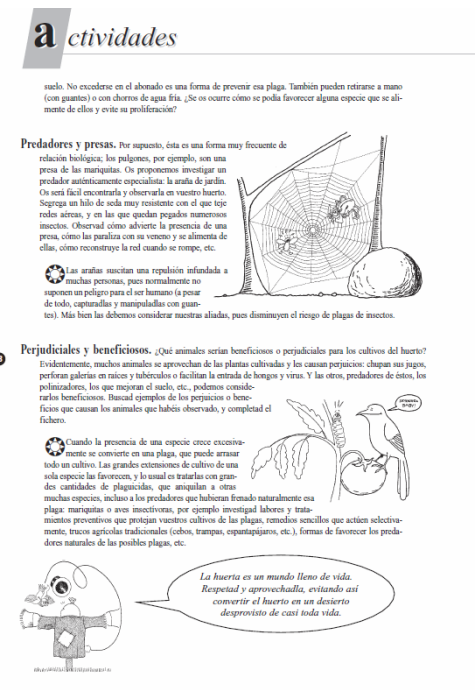 actividades
suelo. No excederse en el abonado es una forma de prevenir esa plaga. También pueden retirarse a mano
(con guantes) o con chorros de agua fría. ¿Se os ocurre cómo se podía favorecer alguna especie que se ali-
mente de ellos y evite su proliferación?
Predadores y presas. Por supuesto, ésta es una forma muy frecuente de
relación biológica; los pulgones, por ejemplo, son una
presa de las mariquitas. Os proponemos investigar un
predador auténticamente especialista: la araña de jardín.
Os será fácil encontrarla y observarla en vuestro huerto.
Segrega un hilo de seda muy resistente con el que teje
redes aéreas, y en las que quedan pegados numerosos
insectos. Observad cómo advierte la presencia de una
presa, cómo las paraliza con su veneno y se alimenta de
ellas, cómo reconstruye la red cuando se rompe, etc.
Las arañas suscitan una repulsión infundada a
muchas personas, pues normalmente no
suponen un peligro para el ser humano (a pesar
de todo, capturadlas y manipuladlas con guan-
tes). Más bien las debemos considerar nuestras aliadas, pues disminuyen el riesgo de plagas de insectos.
Perjudiciales y beneficiosos. ¿Qué animales serían beneficiosos o perjudiciales para los cultivos del huerto?
Evidentemente, muchos animales se aprovechan de las plantas cultivadas y les causan perjuicios: chupan sus jugos,
perforan galerías en raíces y tubérculos o facilitan la entrada de hongos y virus. Y las otros, predadores de éstos, los
polinizadores, los que mejoran el suelo, etc., podemos conside-
rarlos beneficiosos. Buscad ejemplos de los perjuicios o bene-
ficios que causan los animales que habéis observado, y completad el
fichero.
Cuando la presencia de una especie crece excesiva-
mente se convierte en una plaga, que puede arrasar
todo un cultivo. Las grandes extensiones de cultivo de una
sola especie las favorecen, y lo usual es tratarlas con gran-
des cantidades de plaguicidas, que aniquilan a otras
muchas especies, incluso a los predadores que hubieran frenado naturalmente esa
plaga: mariquitas o aves insectívoras, por ejemplo investigad labores y trata-
mientos preventivos que protejan vuestros cultivos de las plagas, remedios sencillos que actúen selectiva-
mente, trucos agrícolas tradicionales (cebos, trampas, espantapájaros, etc.), formas de favorecer los preda-
dores naturales de las posibles plagas, etc.
La huerta es un mundo lleno de vida.
Respetad y aprovechadla, evitando así
convertir el huerto en un desierto
desprovisto de casi toda vida.